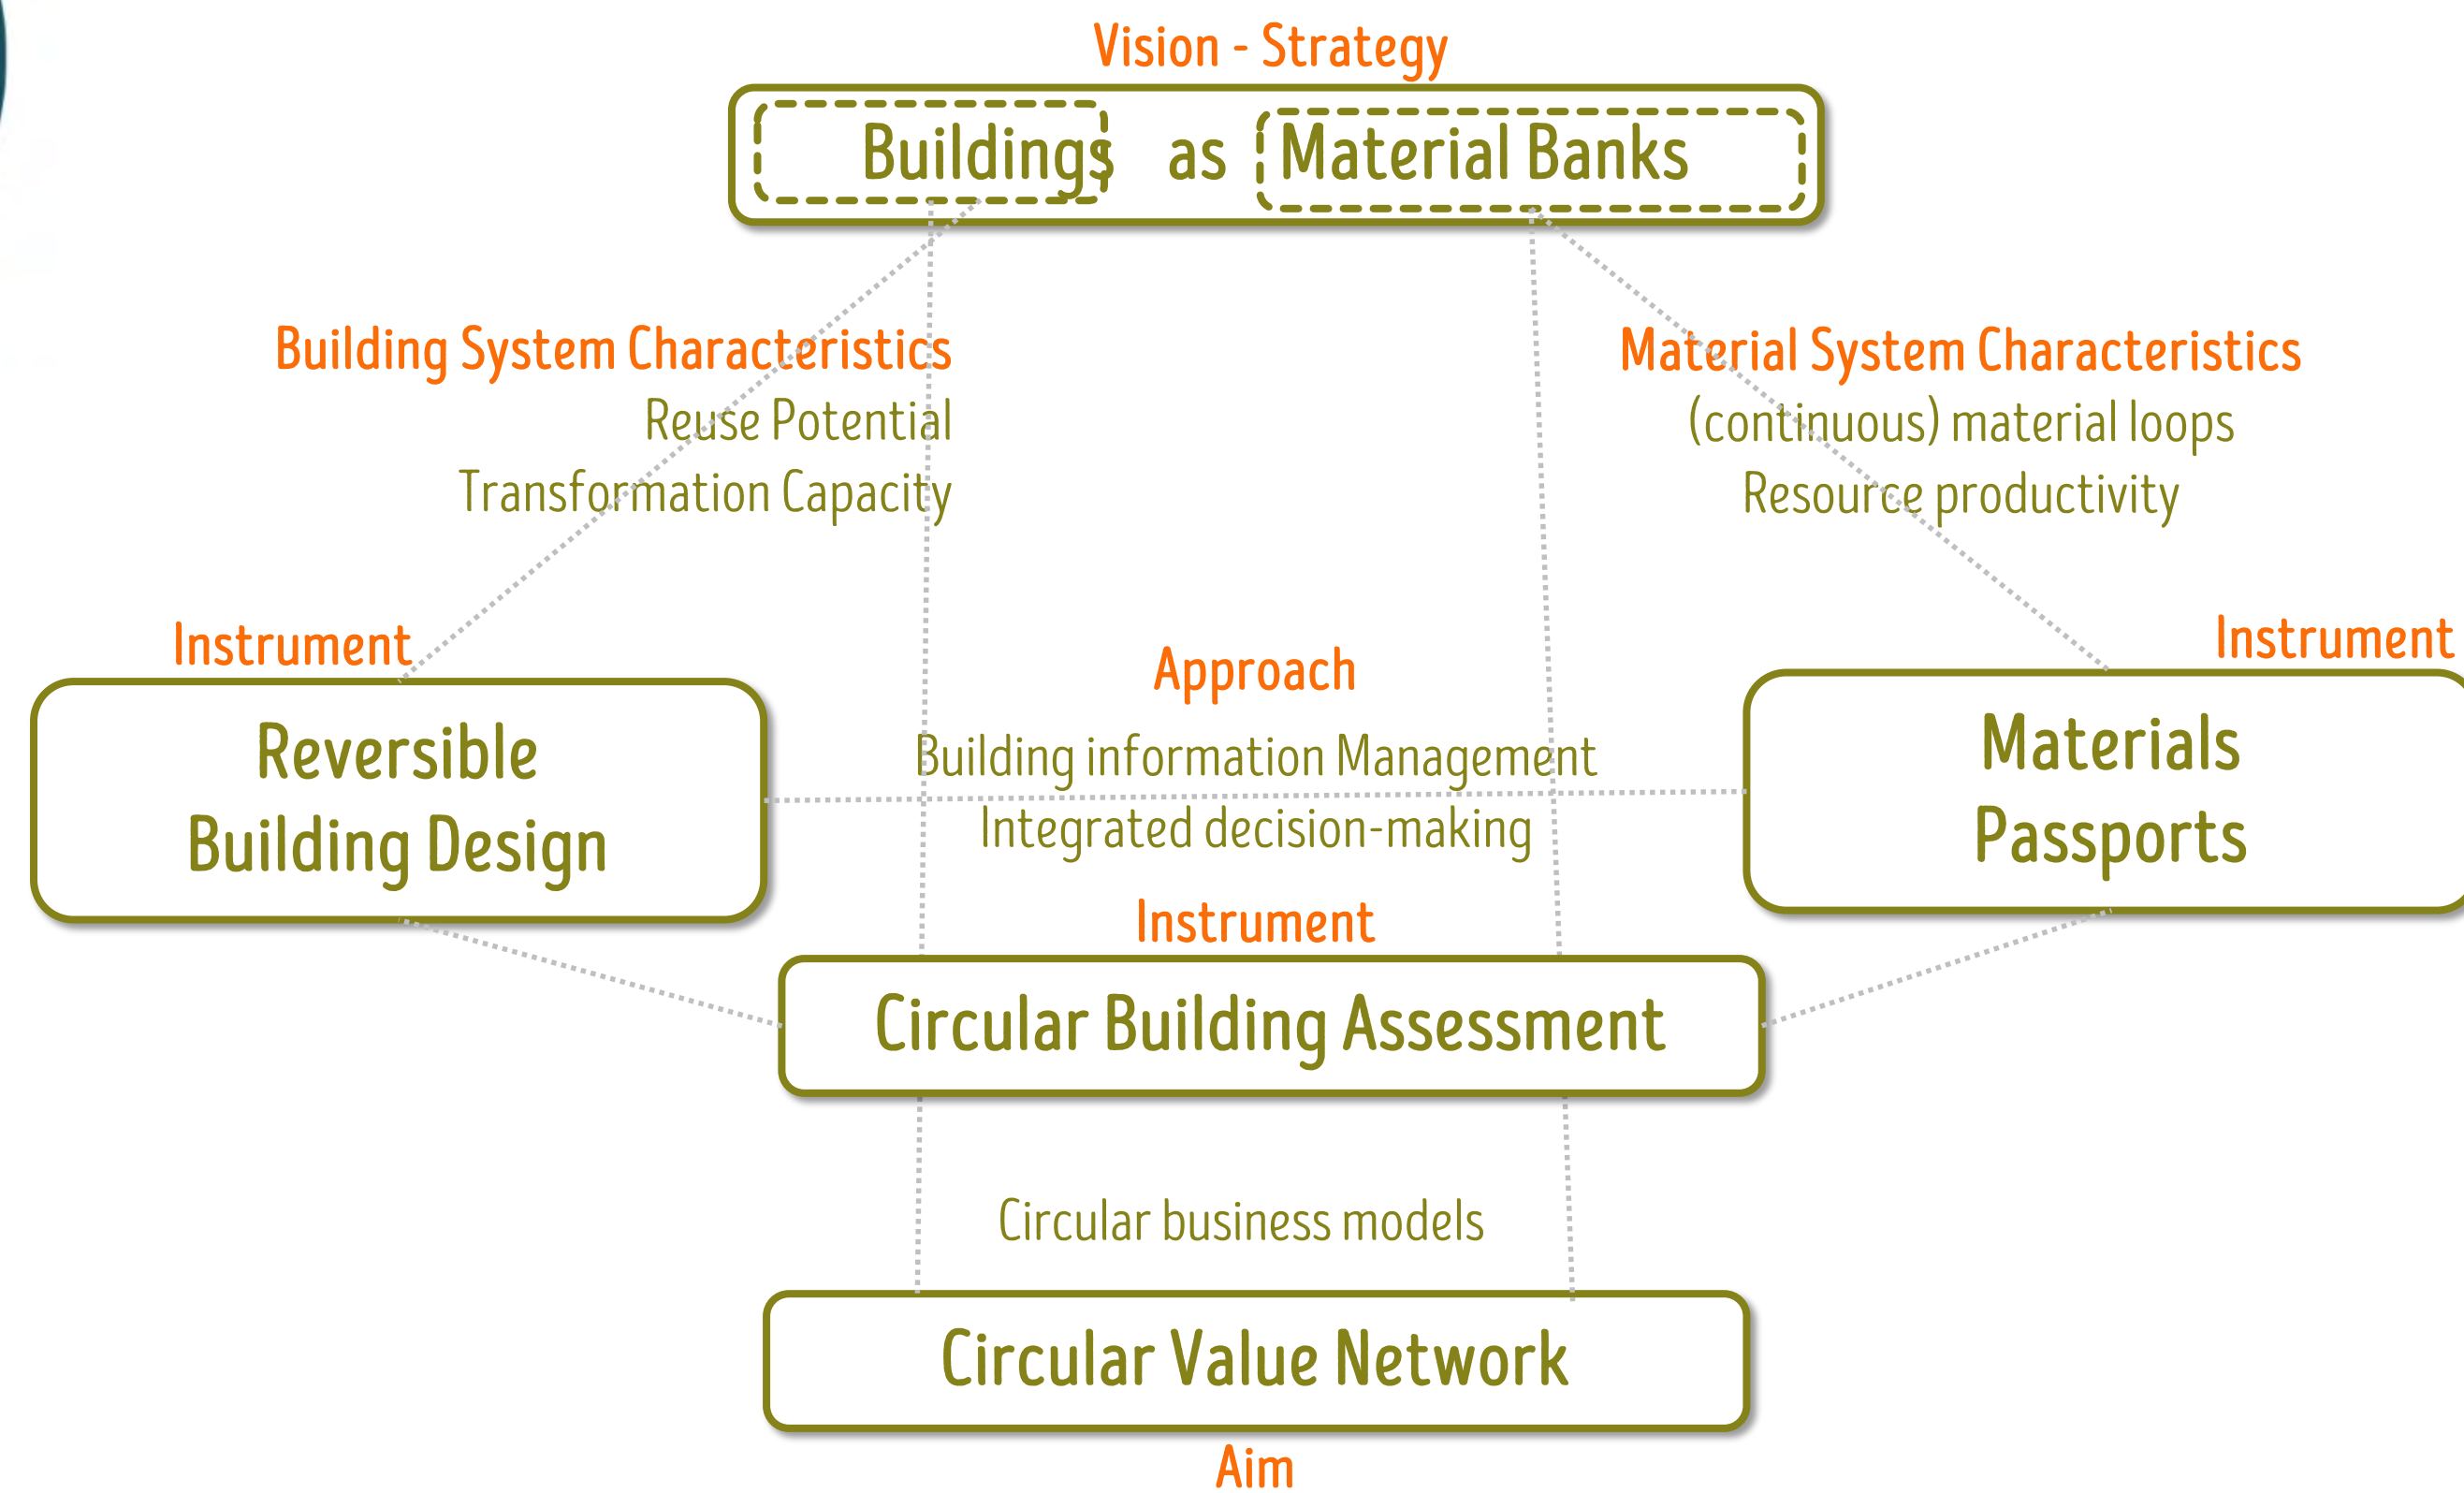 Vision - Strategy
Buildings as Material Banks
Building System Characteristics
Reuse Potential
Transformation Capacity
Material System Characteristics
(continuous) material loops
Resource productivity
Instrument
Reversible
Building Design
Approach
Building information Management
Integrated decision-making
Instrument
Materials
Passports
Instrument
Circular Building Assessment
Circular business models
Circular Value Network
Aim